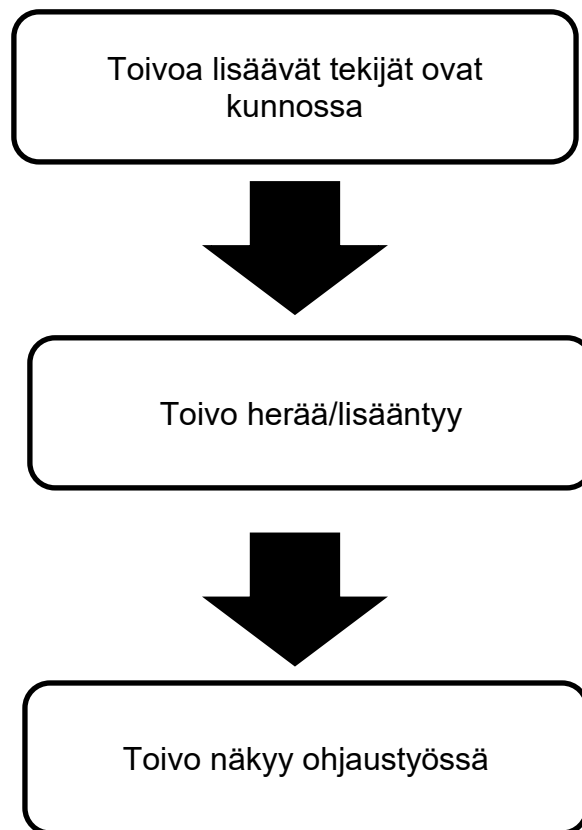 Toivoa lisäävät tekijät ovat
kunnossa
Toivo herää/lisääntyy
Toivo näkyy ohjaustyössä